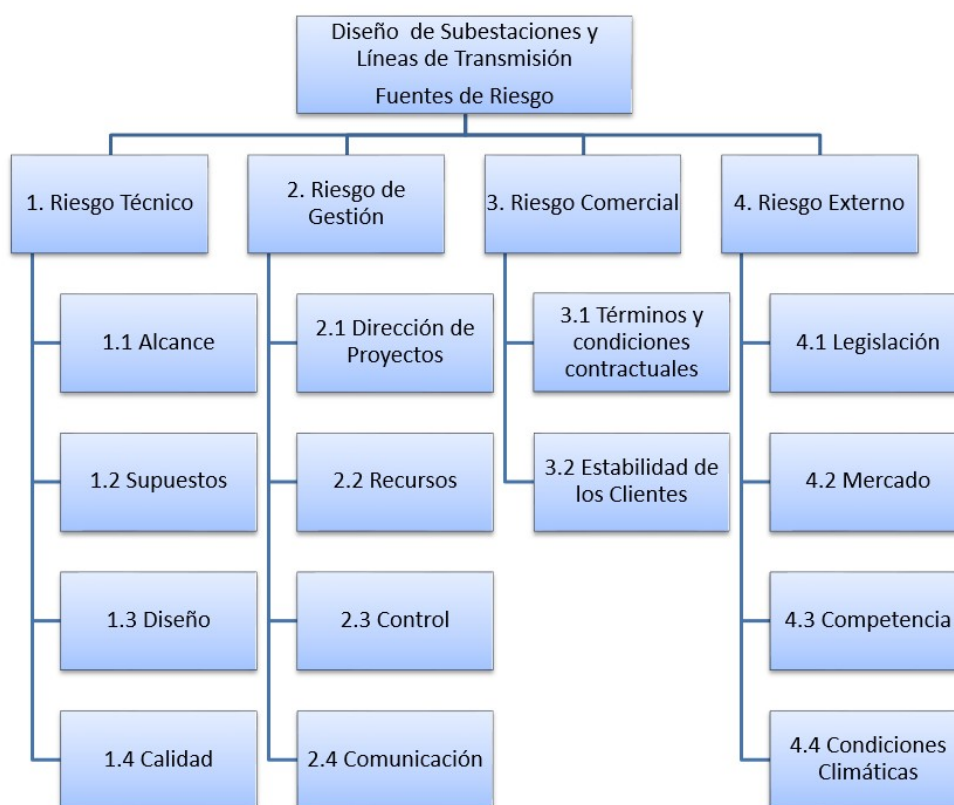 Diseño de Subestaciones y
Líneas de Transmisión
Fuentes de Riesgo
1. Riesgo Técnico
1.1 Alcance
1.2 Supuestos
1.3 Diseño
1.4 Calidad
2. Riesgo de
Gestión
2.1 Dirección de
Proyectos
2.2 Recursos
2.3 Control
2.4 Comunicación
3. Riesgo Comercial
3.1 Términos y
condiciones
contractuales
3.2 Estabilidad de
los Clientes
4. Riesgo Externo
4.1 Legislación
4.2 Mercado
4.3 Competencia
4.4 Condiciones
Climáticas